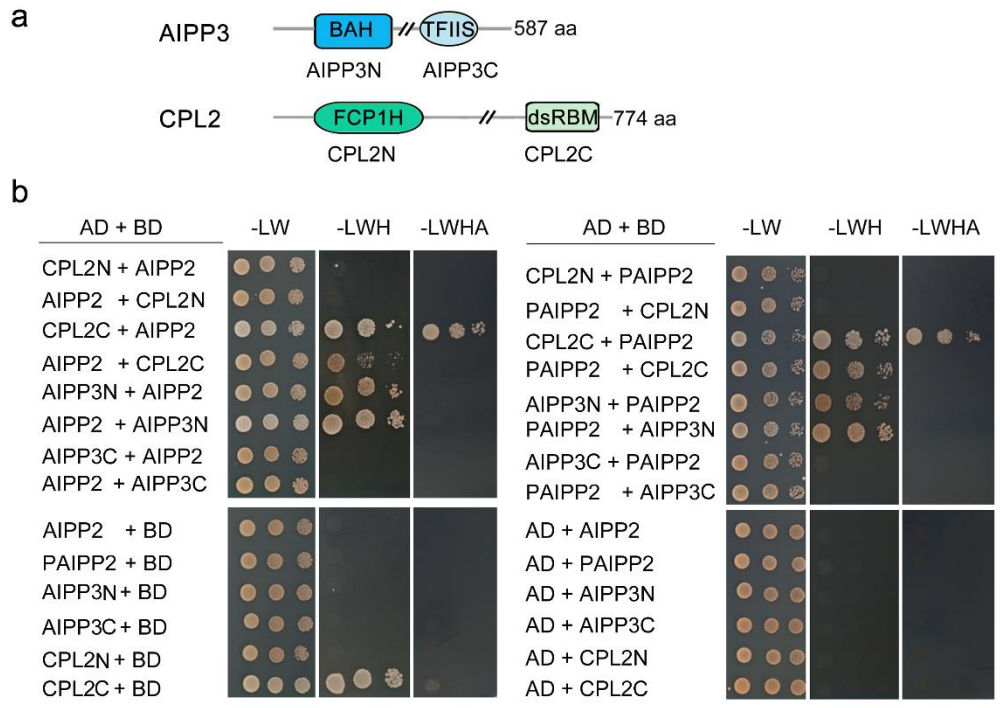 a
AIPP3
BAH
//
TFIIS
587 aa
AIPP3N
AIPP3C
CPL2
FCP1H
//
dsRBM
774 aa
CPL2N
CPL2C
b
AD + BD
-LW
-LWH
-LWHA
CPL2N + AIPP2
AIPP2 + CPL2N
CPL2C + AIPP2
AIPP2 + CPL2C
AIPP3N + AIPP2
AIPP2 + AIPP3N
AIPP3C + AIPP2
AIPP2 + AIPP3C
AIPP2 + BD
PAIPP2 + BD
AIPP3N + BD
AIPP3C + BD
CPL2N + BD
CPL2C + BD
AD + BD
-LW
-LWH
-LWHA
CPL2N + PAIPP2
PAIPP2 + CPL2N
CPL2C + PAIPP2
PAIPP2 + CPL2C
AIPP3N + PAIPP2
PAIPP2 + AIPP3N
AIPP3C + PAIPP2
PAIPP2 + AIPP3C
AD + AIPP2
AD + PAIPP2
AD + AIPP3N
AD + AIPP3C
AD + CPL2N
AD + CPL2C